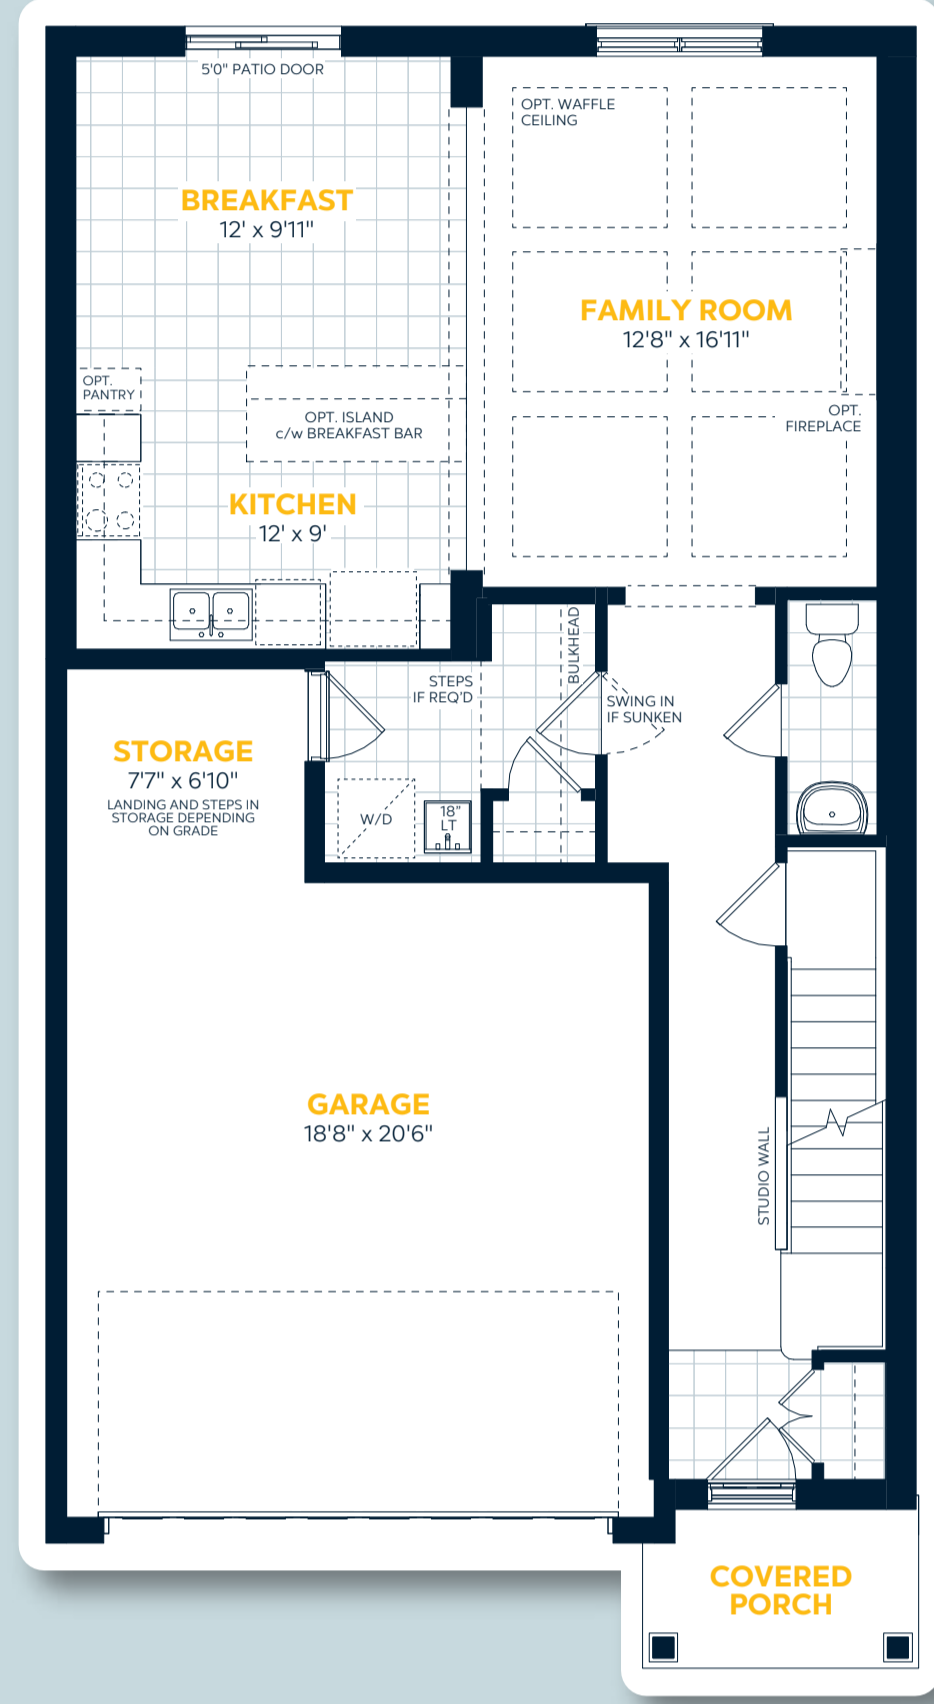 5'0" PATIO DOOR
OPT. WAFFLE
CEILING
BREAKFAST
12' x 9'11"
FAMILY ROOM
12'8" x 16'11"
OPT.
PANTRY
OPT. ISLAND
c/w BREAKFAST BAR
OPT.
FIREPLACE
KITCHEN
12' x 9'
BULKHEAD
STEPS
IF REQ'D
SWING IN
IF SUNKEN
STORAGE
7'7" x 6'10"
LANDING AND STEPS IN
STORAGE DEPENDING
ON GRADE
W/D
18"
LT
GARAGE
18'8" x 20'6"
STUDIO WALL
COVERED
PORCH